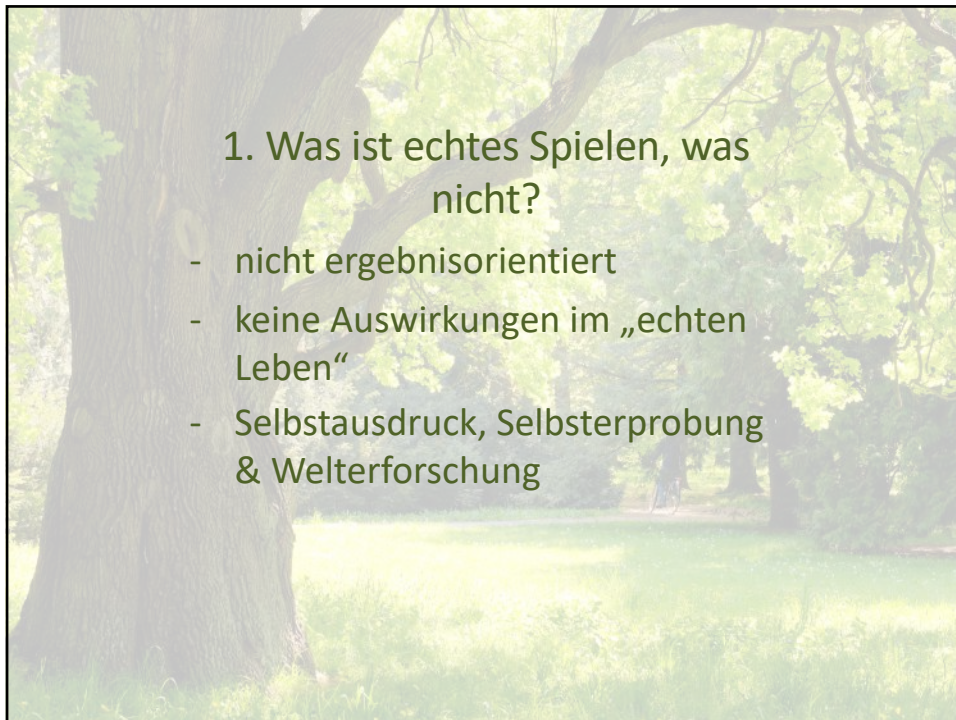 1. Was ist echtes Spielen, was
nicht?
- nicht ergebnisorientiert
- keine Auswirkungen im „echten
Leben“
- Selbstausdruck, Selbsterprobung
& Welterforschung